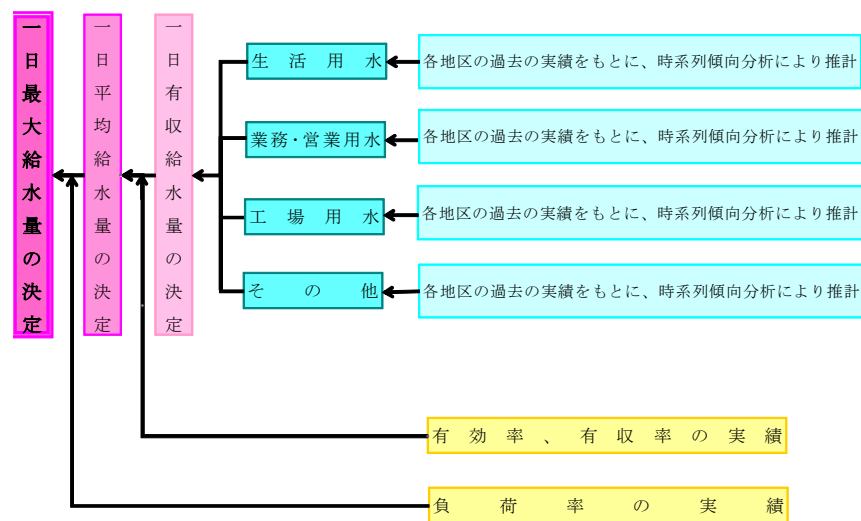 一日最大給水量の決定
一日平均給水量の決定
一日有収給水量の決定
生活用水
各地区の過去の実績をもとに、時系列傾向分析により推計
業務・営業用水
各地区の過去の実績をもとに、時系列傾向分析により推計
工場用水
各地区の過去の実績をもとに、時系列傾向分析により推計
その他
各地区の過去の実績をもとに、時系列傾向分析により推計
有効率、有収率の実績
負荷率の実績